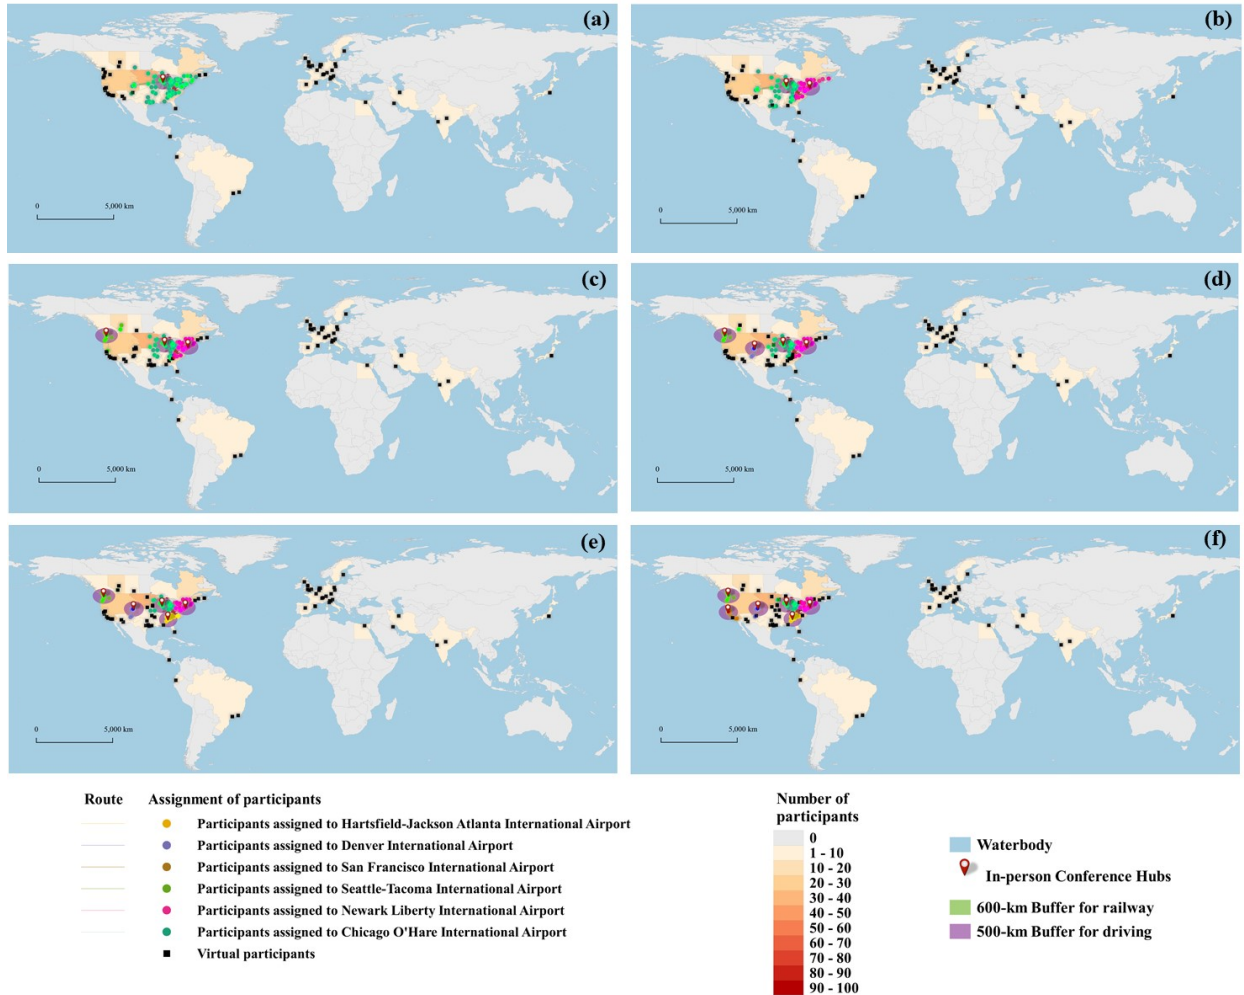 (a)
(b)
0 5,000 km
0 5,000 km
(c)
(d)
0 5,000 km
0 5,000 km
(e)
(f)
0 5,000 km
0 5,000 km
Route Assignment of participants
Participants assigned to Hartsfield-Jackson Atlanta International Airport
Participants assigned to Denver International Airport
Participants assigned to San Francisco International Airport
Participants assigned to Seattle-Tacoma International Airport
Participants assigned to Newark Liberty International Airport
Participants assigned to Chicago O'Hare International Airport
Virtual participants
Number of
participants
0
1 - 10
10 - 20
20 - 30
30 - 40
40 - 50
50 - 60
60 - 70
70 - 80
80 - 90
90 - 100
Waterbody
In-person Conference Hubs
600-km Buffer for railway
500-km Buffer for driving